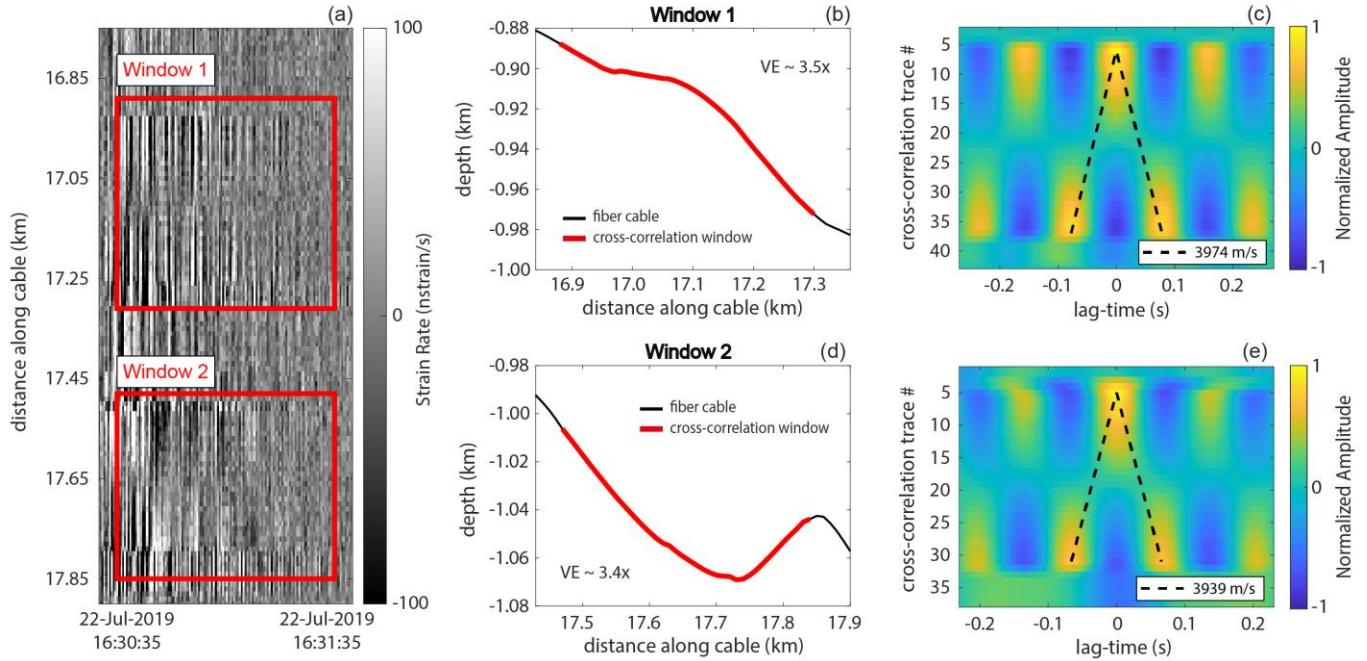 (a)
Window 1
Window 2
16.85
17.05
17.25
17.45
17.65
17.85
distance along cable (km)
22-Jul-2019
16:30:35
22-Jul-2019
16:31:35
100
0
-100
Strain Rate (nstrain/s)
Window 1
(b)
VE ~ 3.5x
fiber cable
cross-correlation window
-0.88
-0.90
-0.92
-0.94
-0.96
-0.98
-1.00
depth (km)
16.9
17.0
17.1
17.2
17.3
distance along cable (km)
(c)
5
10
15
20
25
30
35
40
cross-correlation trace #
3974 m/s
-0.2
-0.1
0
0.1
0.2
lag-time (s)
1
0
-1
Normalized Amplitude
Window 2
(d)
fiber cable
cross-correlation window
VE ~ 3.4x
-0.98
-1.00
-1.02
-1.04
-1.06
-1.08
depth (km)
17.5
17.6
17.7
17.8
17.9
distance along cable (km)
(e)
5
10
15
20
25
30
35
cross-correlation trace #
3939 m/s
-0.2
-0.1
0
0.1
0.2
lag-time (s)
1
0
-1
Normalized Amplitude